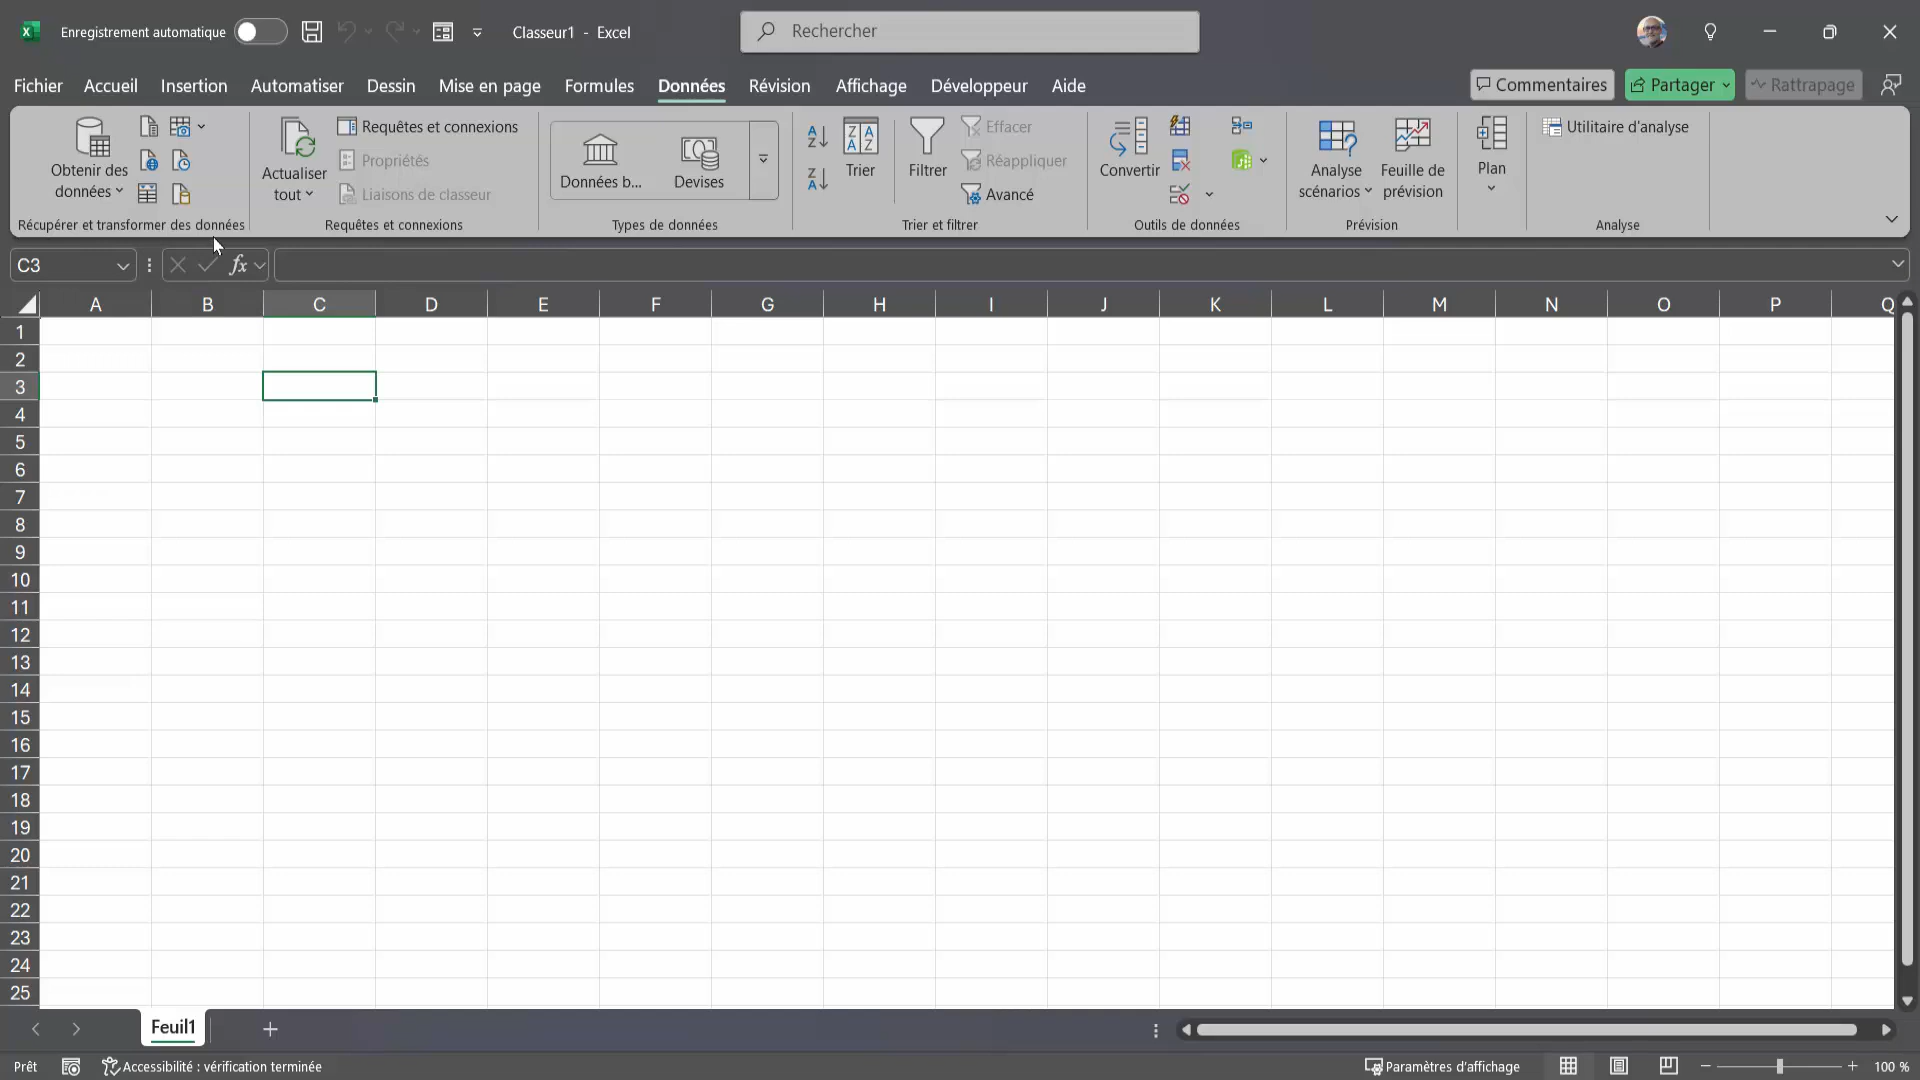 Enregistrement automatique
Classeur1 - Excel
Rechercher
Fichier Accueil Insertion Automatiser Dessin Mise en page Formules Données Révision Affichage Développeur Aide
Commentaires Partager Rattrapage
Obtenir des données
Récupérer et transformer des données
Actualiser tout
Requêtes et connexions
Propriétés
Liaisons de classeur
Requêtes et connexions
Données b...
Devises
Types de données
Trier
Filtrer
Effacer
Réappliquer
Avancé
Trier et filtrer
Convertir
Outils de données
Analyse scénarios
Feuille de prévision
Prévision
Plan
Utilitaire d'analyse
Analyse
C3
fx
A B C D E F G H I J K L M N O P Q
1
2
3
4
5
6
7
8
9
10
11
12
13
14
15
16
17
18
19
20
21
22
23
24
25
Feuil1
Prêt
Accessibilité : vérification terminée
Paramètres d'affichage
100 %